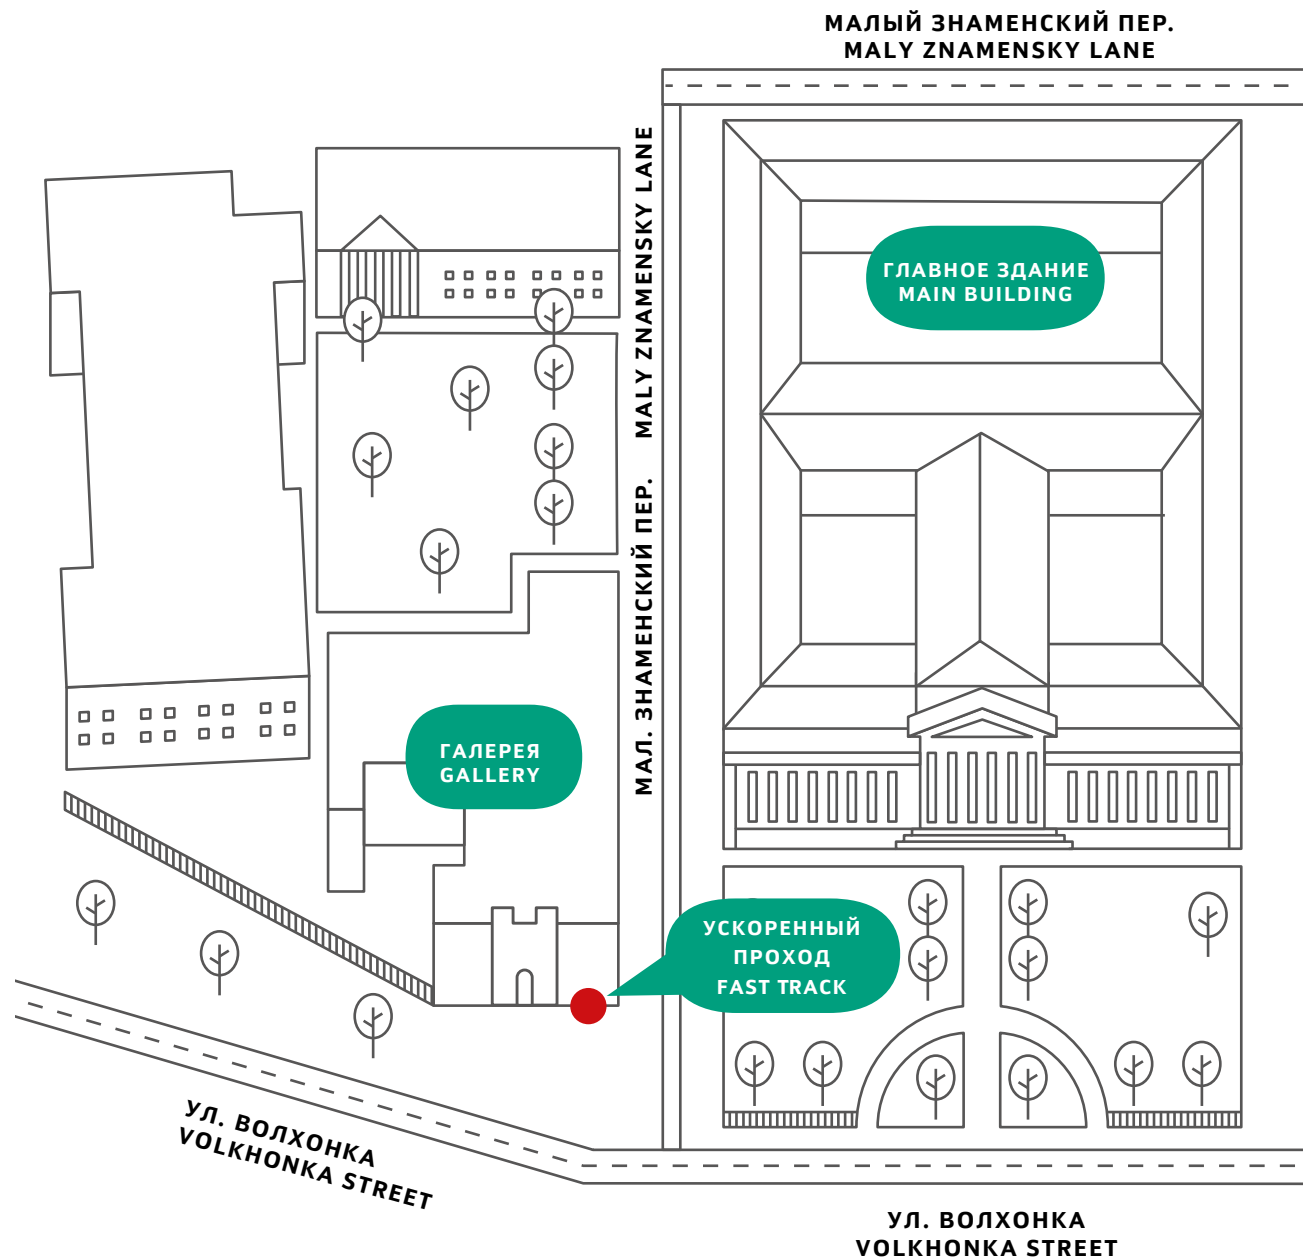 МАЛЫЙ ЗНАМЕНСКИЙ ПЕР.
MALY ZNAMENSKY LANE
МАЛ. ЗНАМЕНСКИЙ ПЕР. MALY ZNAMENSKY LANE
ГЛАВНОЕ ЗДАНИЕ
MAIN BUILDING
ГАЛЕРЕЯ
GALLERY
УСКОРЕННЫЙ
ПРОХОД
FAST TRACK
УЛ. ВОЛХОНКА
VOLKHONKA STREET
УЛ. ВОЛХОНКА
VOLKHONKA STREET